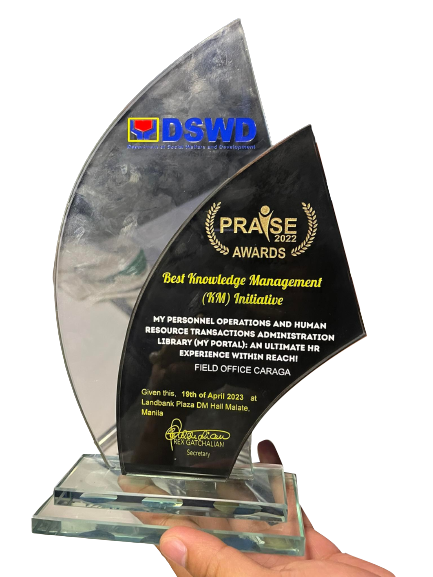 DSWD
Department of Social Welfare and Development
PRAISE
2022
AWARDS
Best Knowledge Management
(KM) Initiative
MY PERSONNEL OPERATIONS AND HUMAN
RESOURCE TRANSACTIONS ADMINISTRATION
LIBRARY (MY PORTAL): AN ULTIMATE HR
EXPERIENCE WITHIN REACH!
FIELD OFFICE CARAGA
Given this, 19th of April 2023 at
Landbank Plaza DM Hall Malate,
Manila
REX GATCHALIAN
Secretary